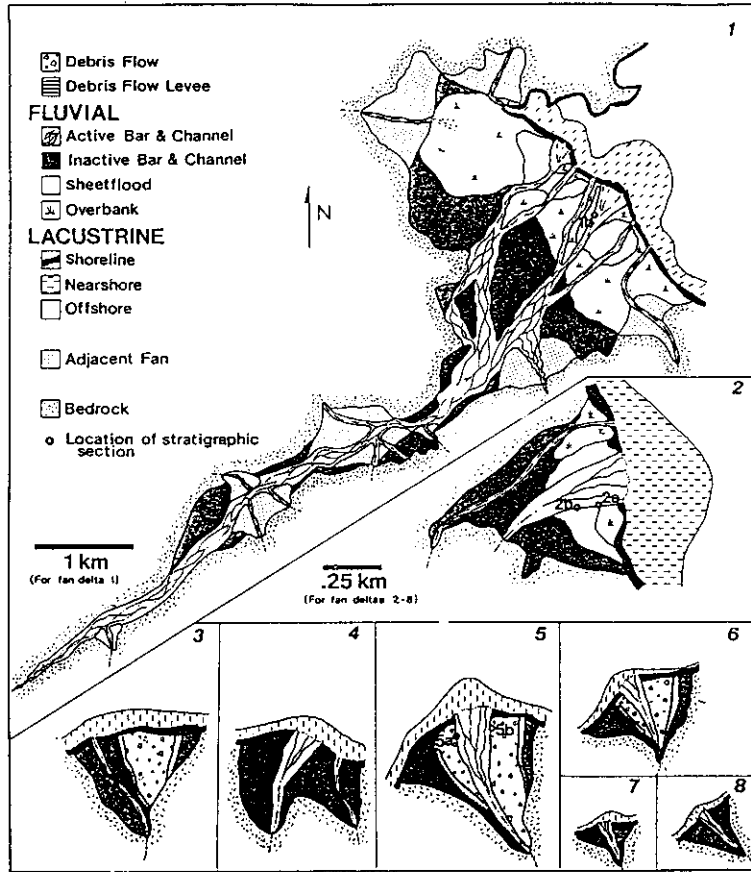 1
Debris Flow
Debris Flow Levee
FLUVIAL
Active Bar & Channel
Inactive Bar & Channel
Sheetflood
Overbank
LACUSTRINE
Shoreline
Nearshore
Offshore
Adjacent Fan
Bedrock
Location of stratigraphic
section
N
1 km
(For fan delta 1)
.25 km
(For fan deltas 2-8)
2
2b
2a
3
4
5
5b
6
7
8